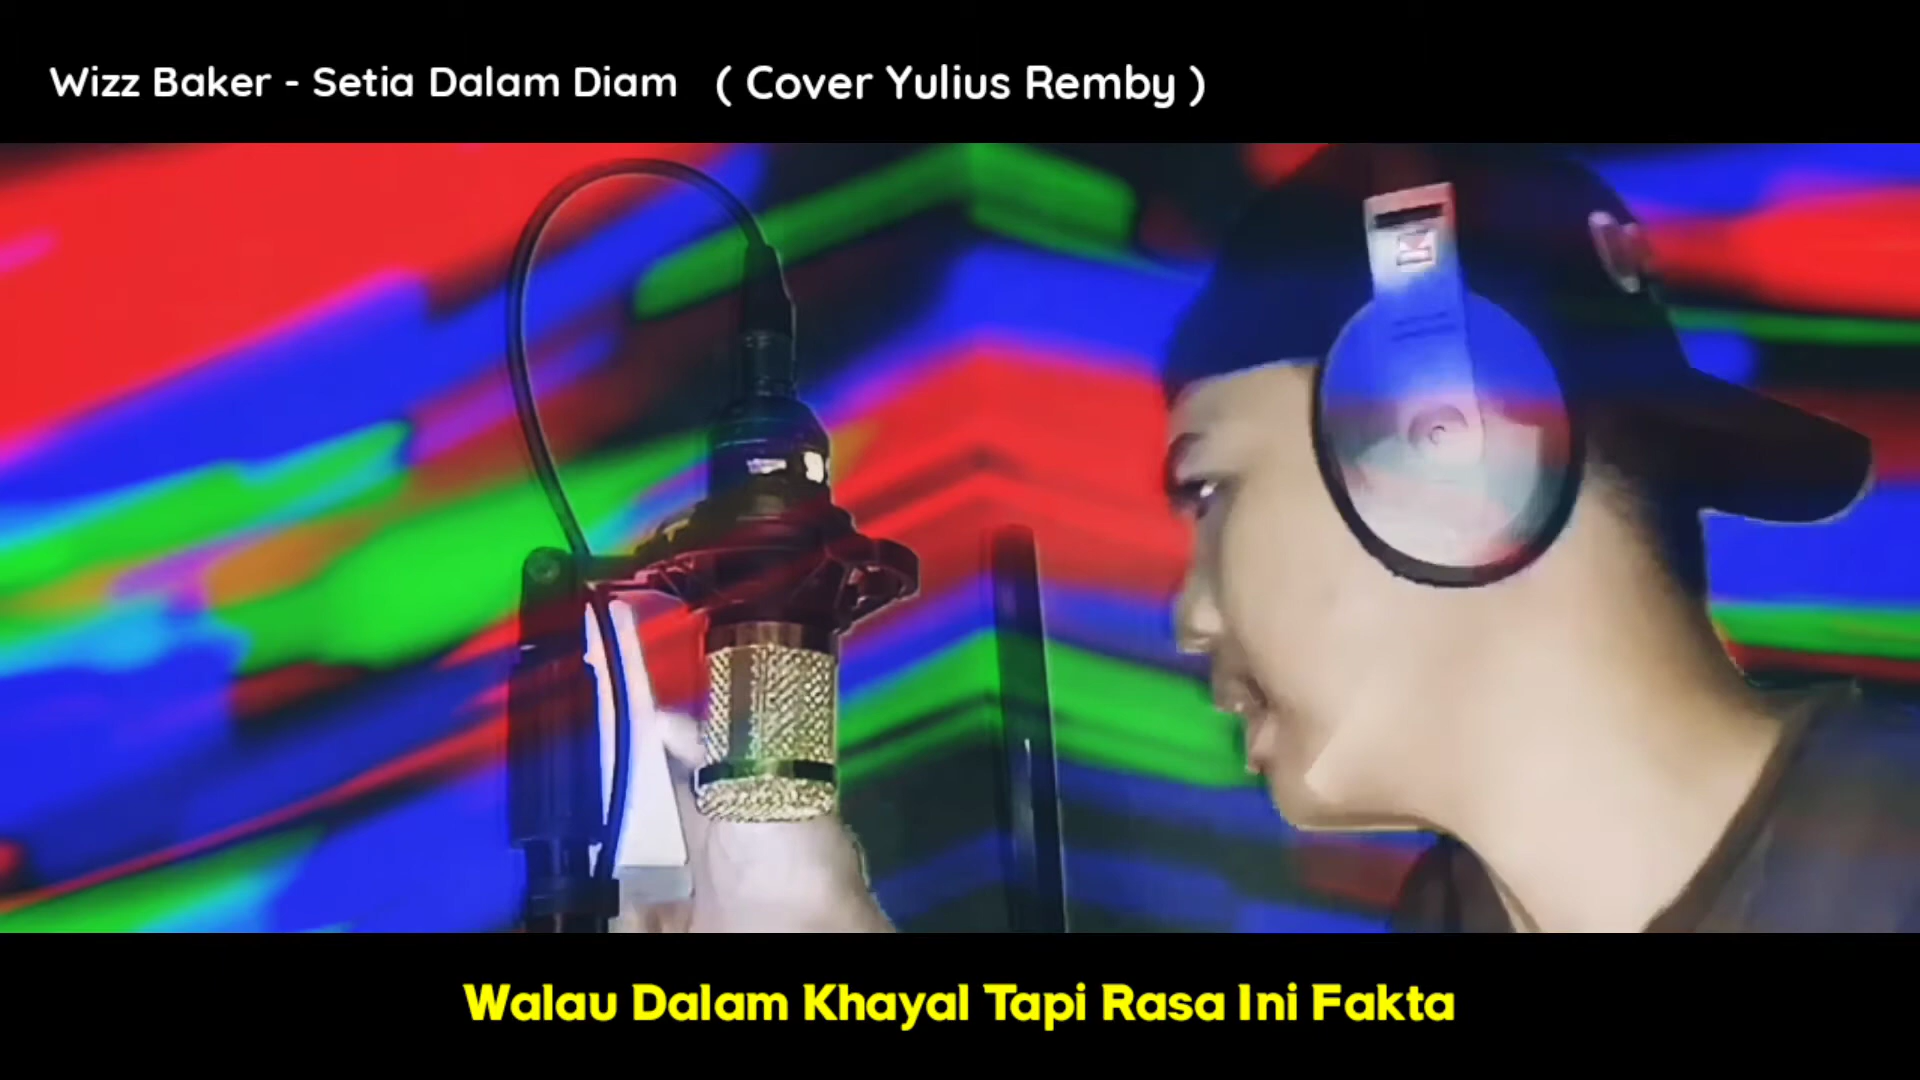 Wizz Baker - Setia Dalam Diam ( Cover Yulius Remby )
Walau Dalam Khayal Tapi Rasa Ini Fakta